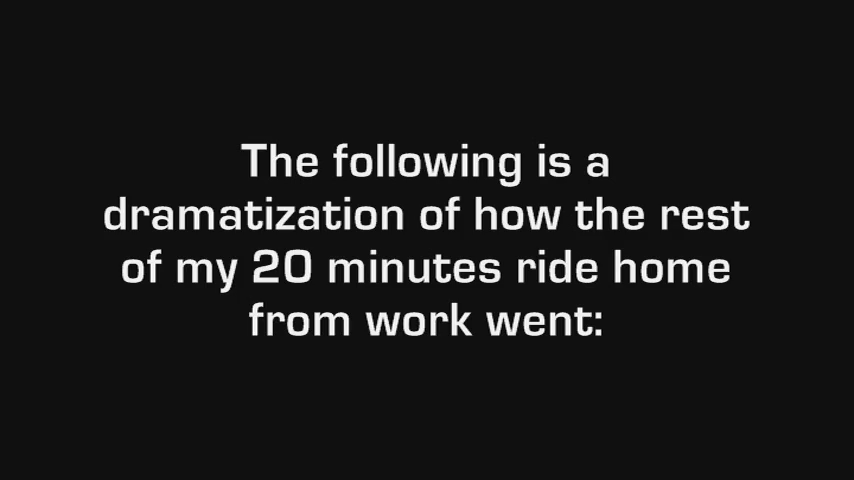 The following is a
dramatization of how the rest
of my 20 minutes ride home
from work went: